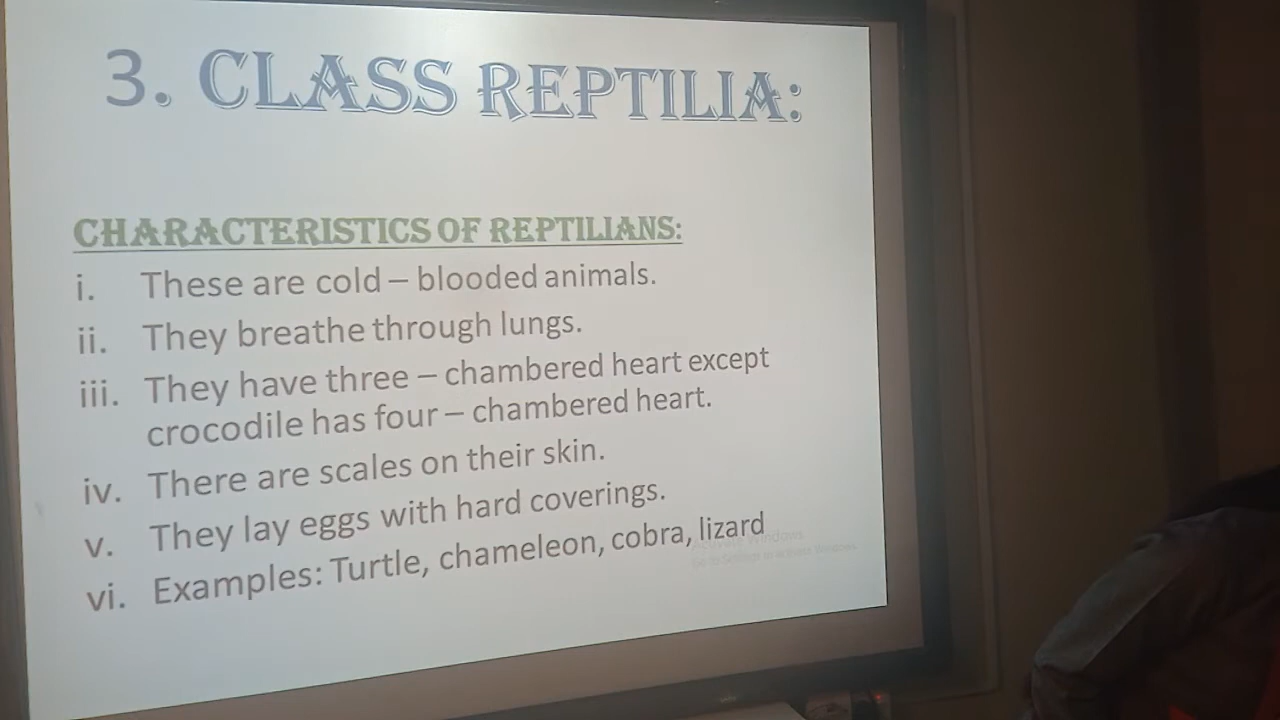 3. CLASS REPTILIA:
CHARACTERISTICS OF REPTILIANS:
i. These are cold – blooded animals.
ii. They breathe through lungs.
iii. They have three – chambered heart except
crocodile has four – chambered heart.
iv. There are scales on their skin.
v. They lay eggs with hard coverings.
vi. Examples: Turtle, chameleon, cobra, lizard
Activate Windows